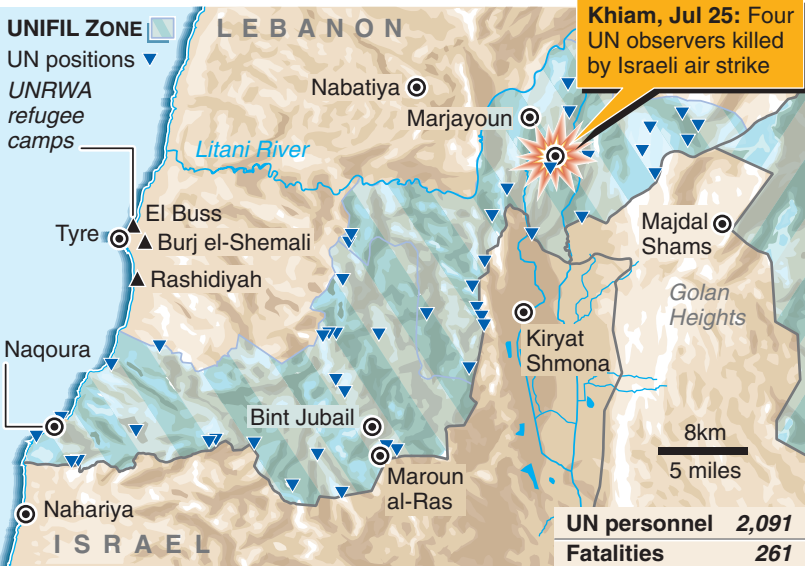 UNIFIL ZONE
UN positions
UNRWA
refugee
camps
LEBANON
Khiam, Jul 25: Four
UN observers killed
by Israeli air strike
Nabatiya
Marjayoun
Litani River
El Buss
Tyre
Burj el-Shemali
Rashidiyah
Majdal
Shams
Golan
Heights
Naqoura
Kiryat
Shmona
Bint Jubail
Maroun
al-Ras
8km
5 miles
Nahariya
ISRAEL
UN personnel 2,091
Fatalities 261